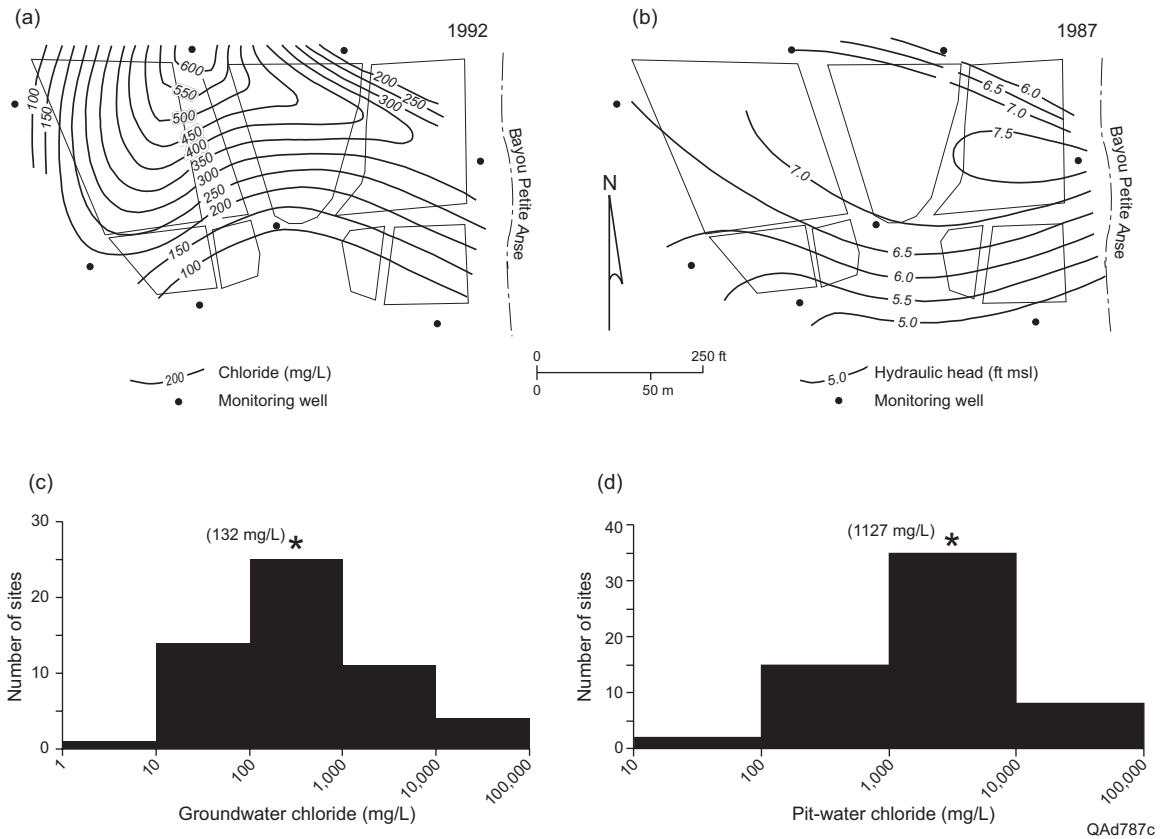 (a)
1992
100
150
600
550
500
450
400
350
300
250
200
150
100
200
250
300
Bayou Petite Anse
200 Chloride (mg/L)
Monitoring well
N
0 250 ft
0 50 m
(b)
1987
6.0
6.5
7.0
7.5
7.0
6.5
6.0
5.5
5.0
Bayou Petite Anse
5.0 Hydraulic head (ft msl)
Monitoring well
(c)
Number of sites
30
20
10
0
(132 mg/L) *
1 10 100 1,000 10,000 100,000
Groundwater chloride (mg/L)
(d)
Number of sites
40
30
20
10
0
(1127 mg/L) *
10 100 1,000 10,000 100,000
Pit-water chloride (mg/L)
QAd787c